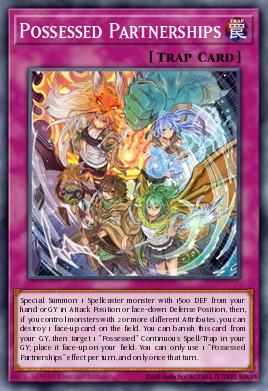 Possessed Partnerships
TRAP
[Trap Card]
Special Summon 1 Spellcaster monster with 1500 DEF from your
hand or GY in Attack Position or face-down Defense Position, then,
if you control monsters with 2 or more different Attributes, you can
destroy 1 face-up card on the field. You can banish this card from
your GY, then target 1 "Possessed" Continuous Spell/Trap in your
GY; place it face-up on your field. You can only use 1 "Possessed
Partnerships" effect per turn, and only once that turn.